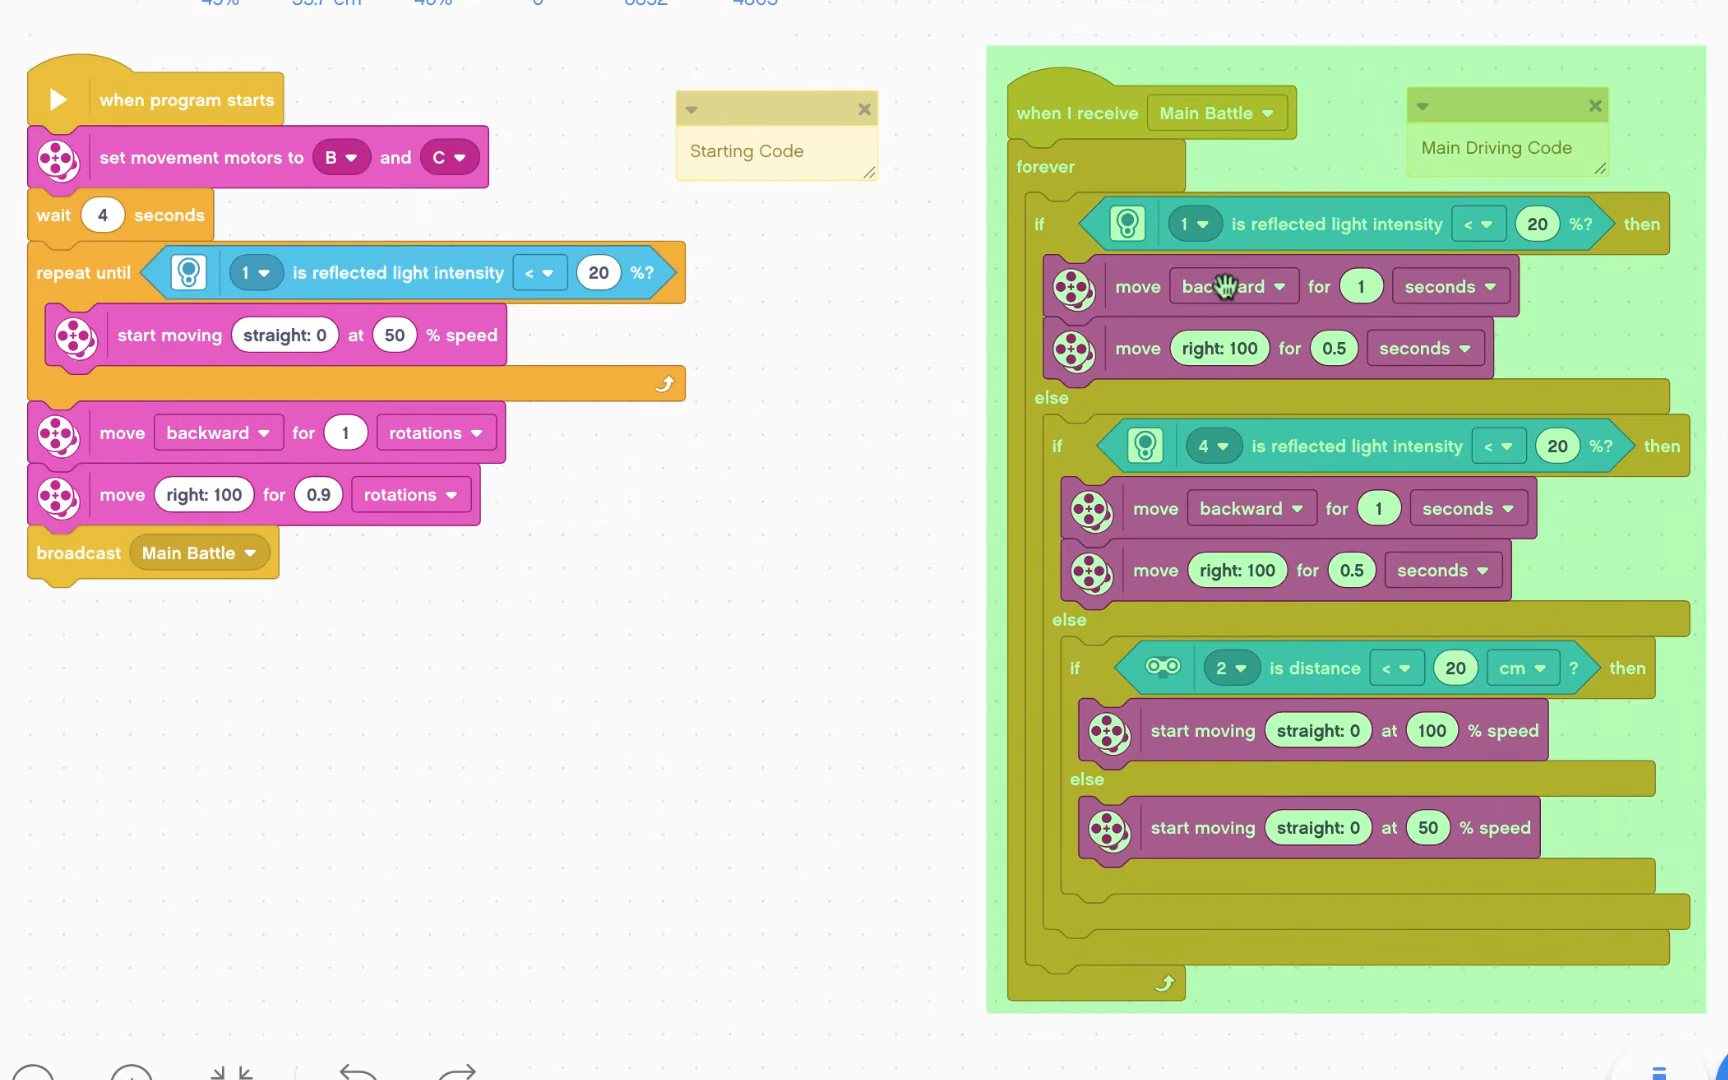 when program starts
set movement motors to B and C
wait 4 seconds
repeat until 1 is reflected light intensity < 20 %?
start moving straight: 0 at 50 % speed
move backward for 1 rotations
move right: 100 for 0.9 rotations
broadcast Main Battle
Starting Code
when I receive Main Battle
Main Driving Code
forever
if 1 is reflected light intensity < 20 %? then
move backward for 1 seconds
move right: 100 for 0.5 seconds
else
if 4 is reflected light intensity < 20 %? then
move backward for 1 seconds
move right: 100 for 0.5 seconds
else
if 2 is distance < 20 cm ? then
start moving straight: 0 at 100 % speed
else
start moving straight: 0 at 50 % speed